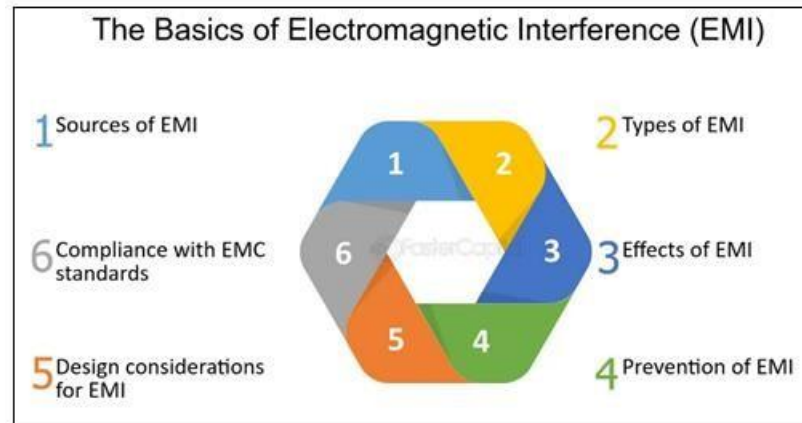 The Basics of Electromagnetic Interference (EMI)
1 Sources of EMI
2 Types of EMI
1
2
6 Compliance with EMC
standards
6
FasterCapital
3
3 Effects of EMI
5 Design considerations
for EMI
5
4
4 Prevention of EMI